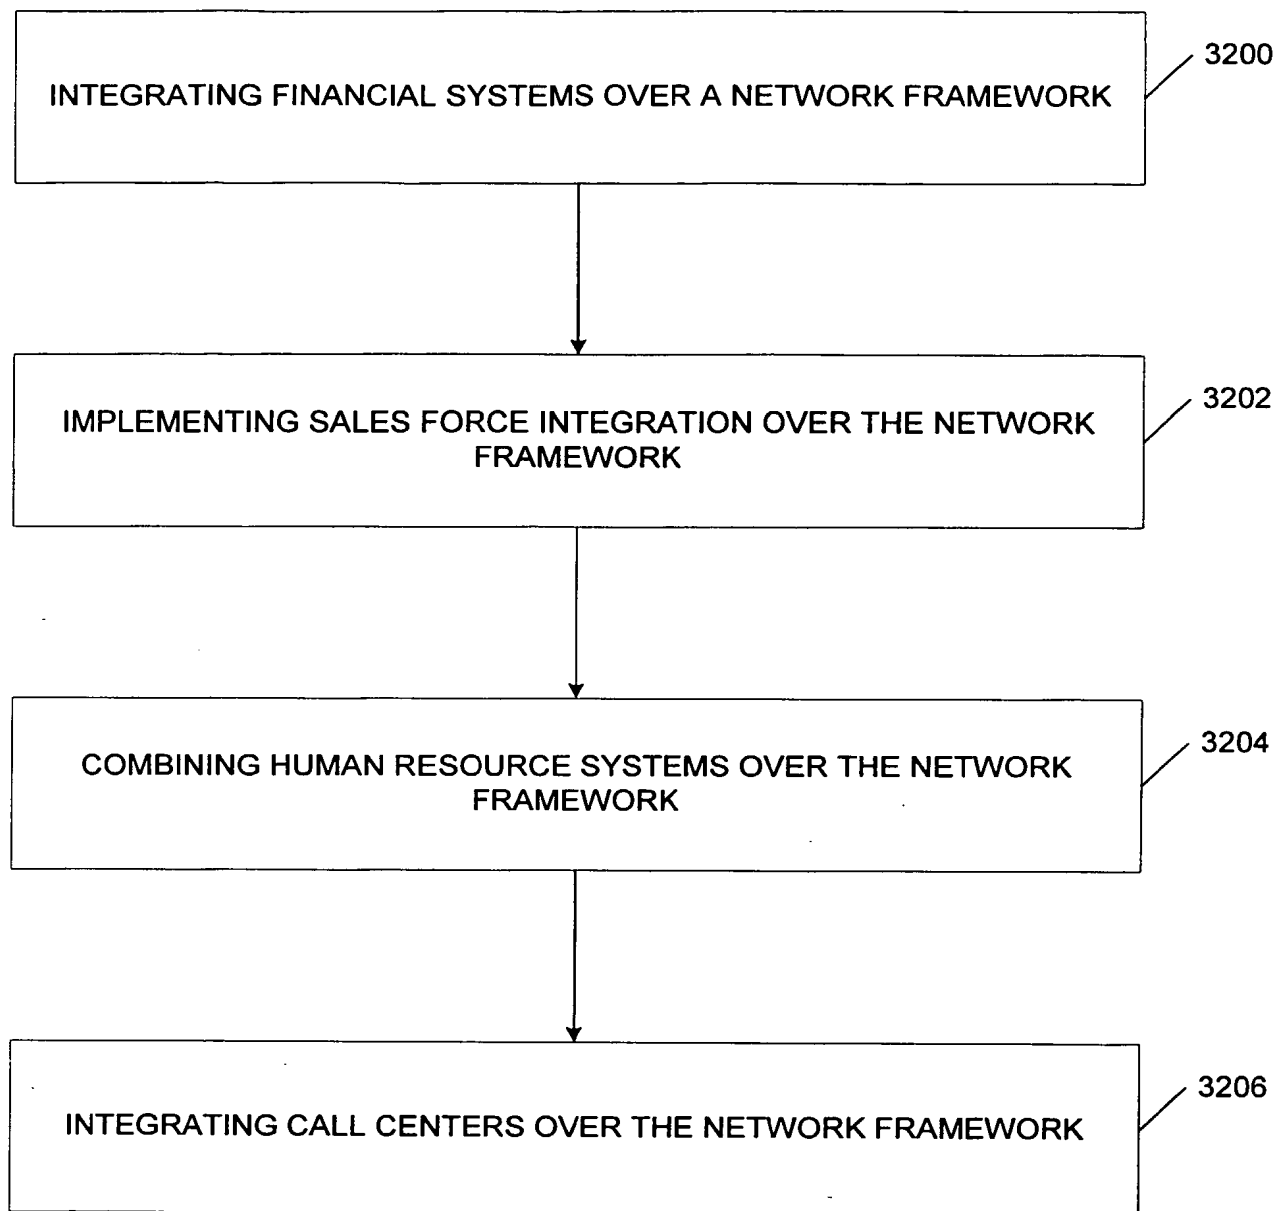 3200
INTEGRATING FINANCIAL SYSTEMS OVER A NETWORK FRAMEWORK
3202
IMPLEMENTING SALES FORCE INTEGRATION OVER THE NETWORK
FRAMEWORK
3204
COMBINING HUMAN RESOURCE SYSTEMS OVER THE NETWORK
FRAMEWORK
3206
INTEGRATING CALL CENTERS OVER THE NETWORK FRAMEWORK